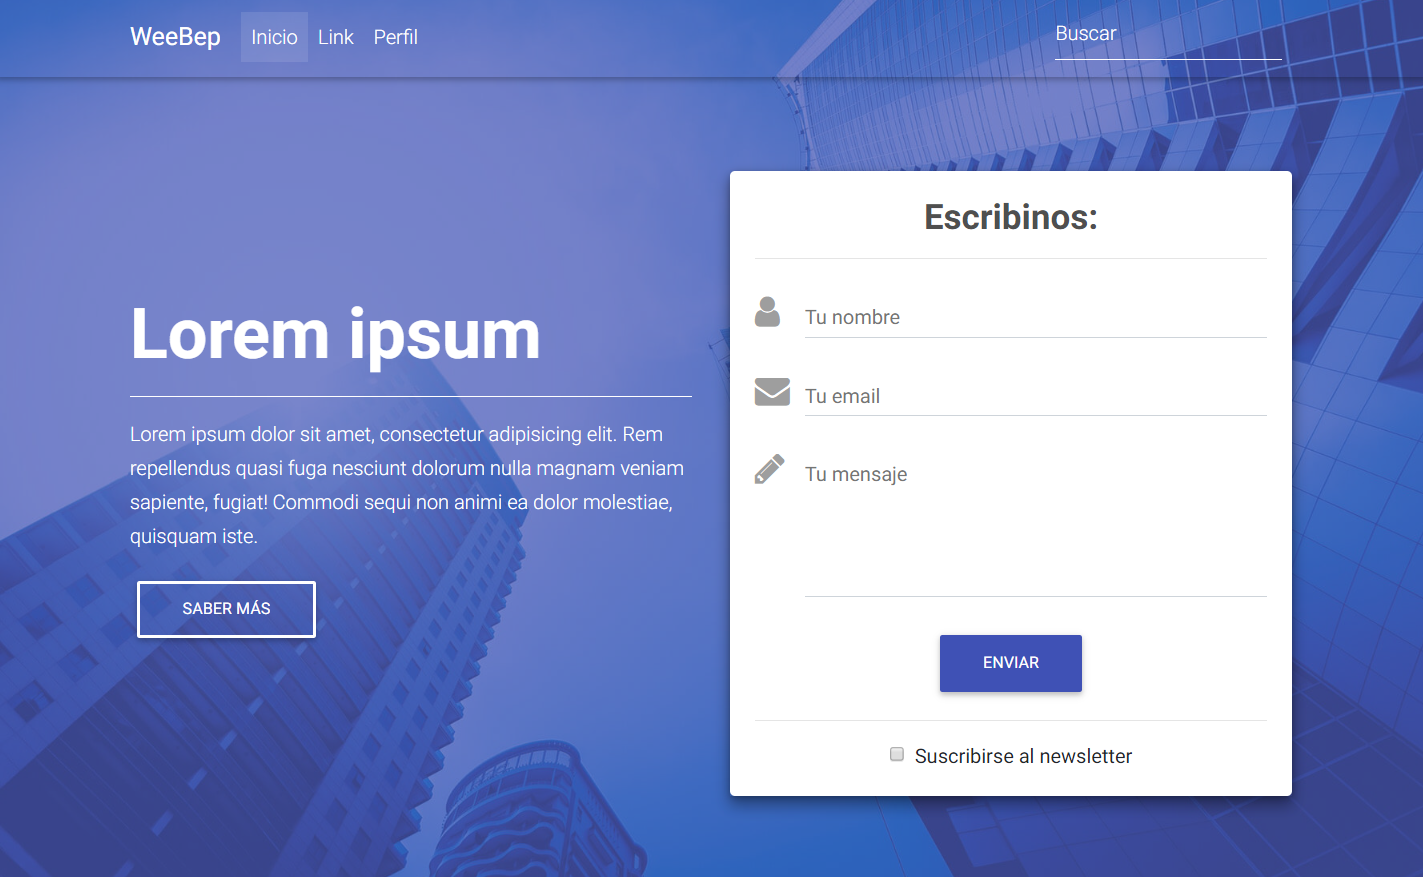 WeeBep Inicio Link Perfil Buscar
Lorem ipsum
Lorem ipsum dolor sit amet, consectetur adipisicing elit. Rem
repellendus quasi fuga nesciunt dolorum nulla magnam veniam
sapiente, fugiat! Commodi sequi non animi ea dolor molestiae,
quisquam iste.
SABER MÁS
Escribinos:
Tu nombre
Tu email
Tu mensaje
ENVIAR
Suscribirse al newsletter